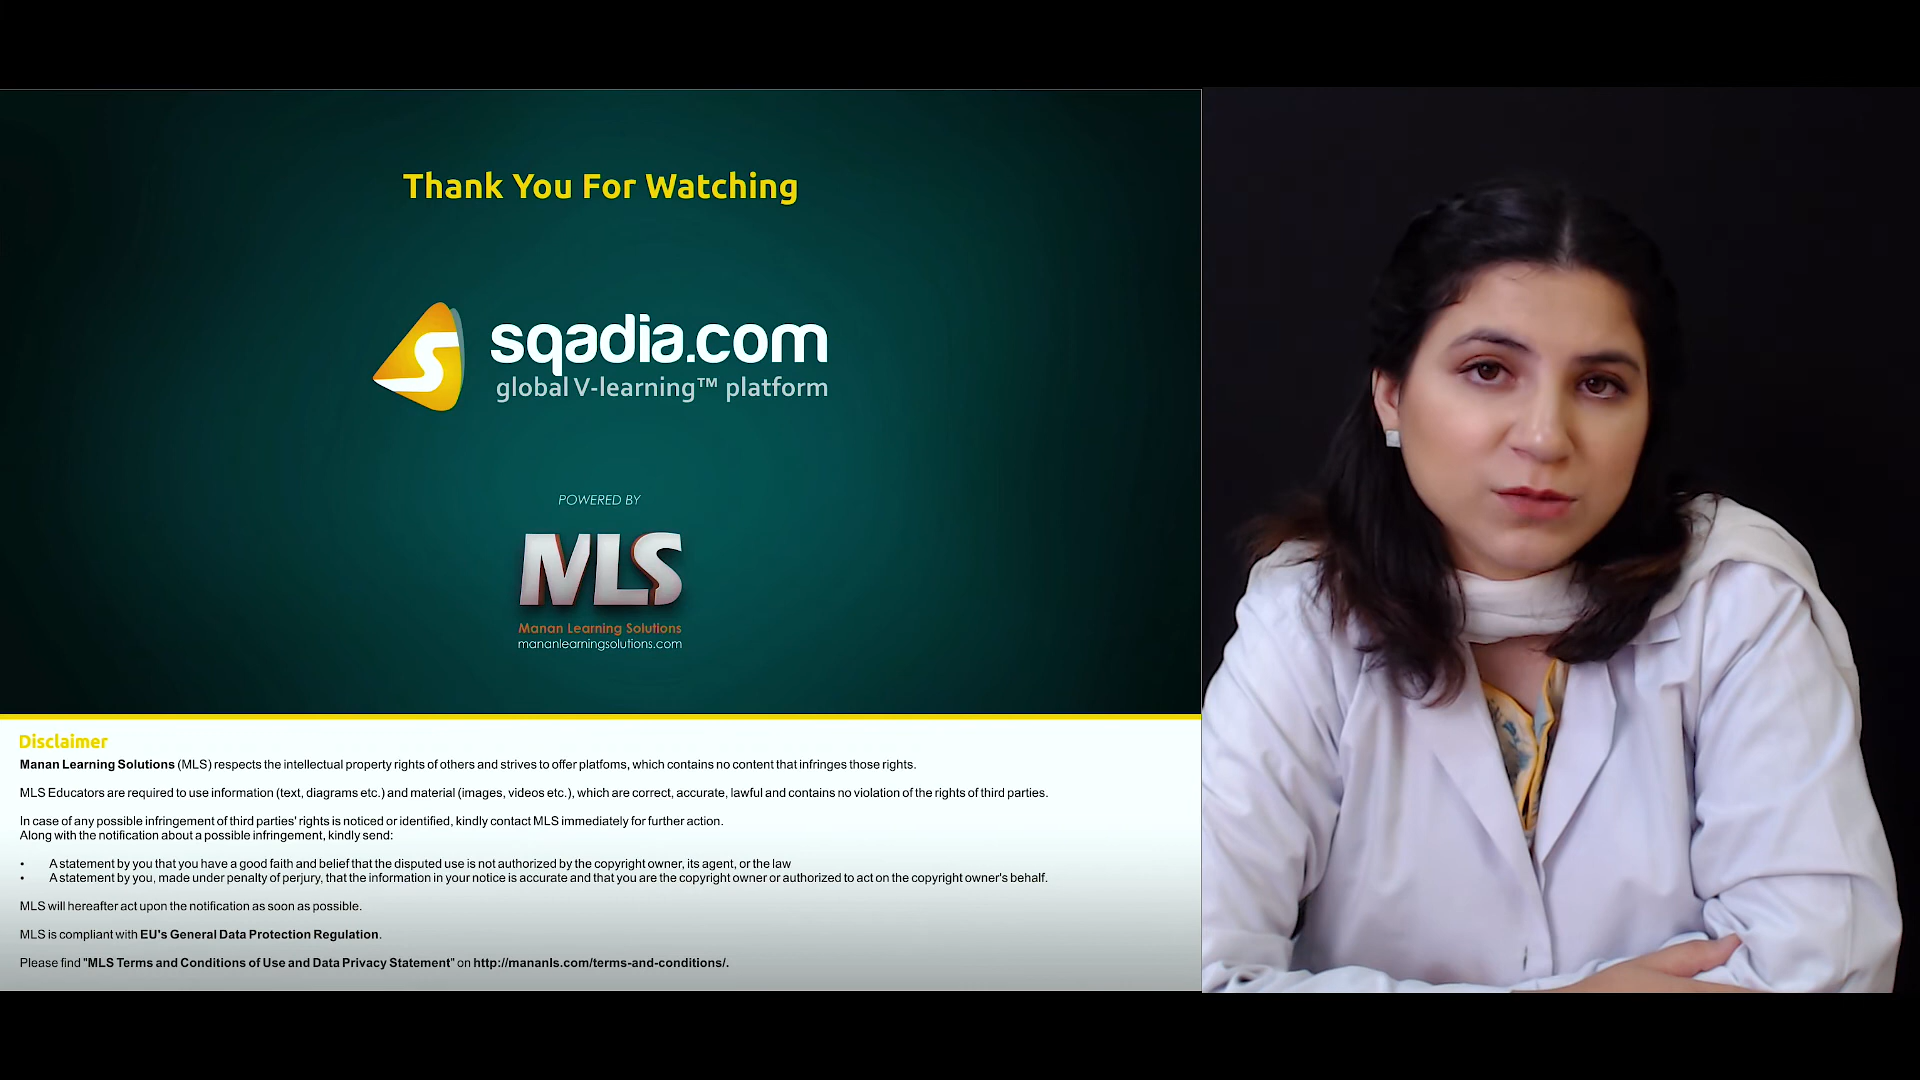 Thank You For Watching
S
sqadia.com
global V-learning™ platform
POWERED BY
MLS
Manan Learning Solutions
mananlearningsolutions.com
Disclaimer
Manan Learning Solutions (MLS) respects the intellectual property rights of others and strives to offer platfoms, which contains no content that infringes those rights.
MLS Educators are required to use information (text, diagrams etc.) and material (images, videos etc.), which are correct, accurate, lawful and contains no violation of the rights of third parties.
In case of any possible infringement of third parties' rights is noticed or identified, kindly contact MLS immediately for further action.
Along with the notification about a possible infringement, kindly send:
• A statement by you that you have a good faith and belief that the disputed use is not authorized by the copyright owner, its agent, or the law
• A statement by you, made under penalty of perjury, that the information in your notice is accurate and that you are the copyright owner or authorized to act on the copyright owner's behalf.
MLS will hereafter act upon the notification as soon as possible.
MLS is compliant with EU's General Data Protection Regulation.
Please find "MLS Terms and Conditions of Use and Data Privacy Statement" on http://mananls.com/terms-and-conditions/.